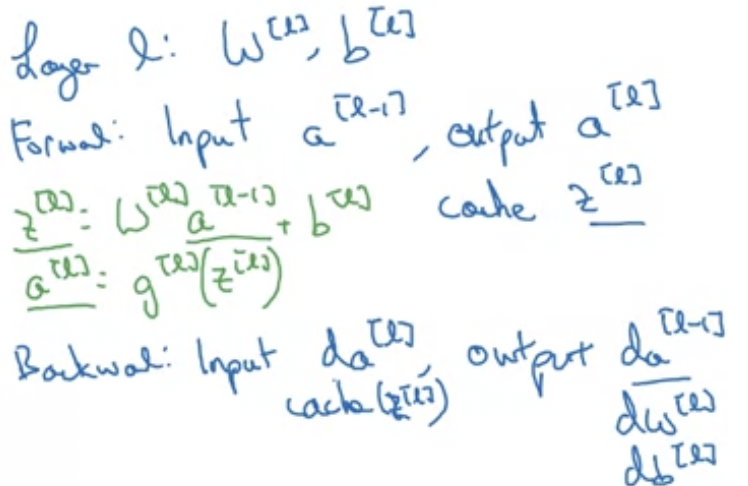 Layer l: W^[l], b^[l]
Forward: Input a^[l-1], output a^[l]
z^[l] = W^[l] a^[l-1] + b^[l] cache z^[l]
a^[l] = g^[l](z^[l])
Backward: Input da^[l], output da^[l-1]
cache (z^[l]) dW^[l]
db^[l]